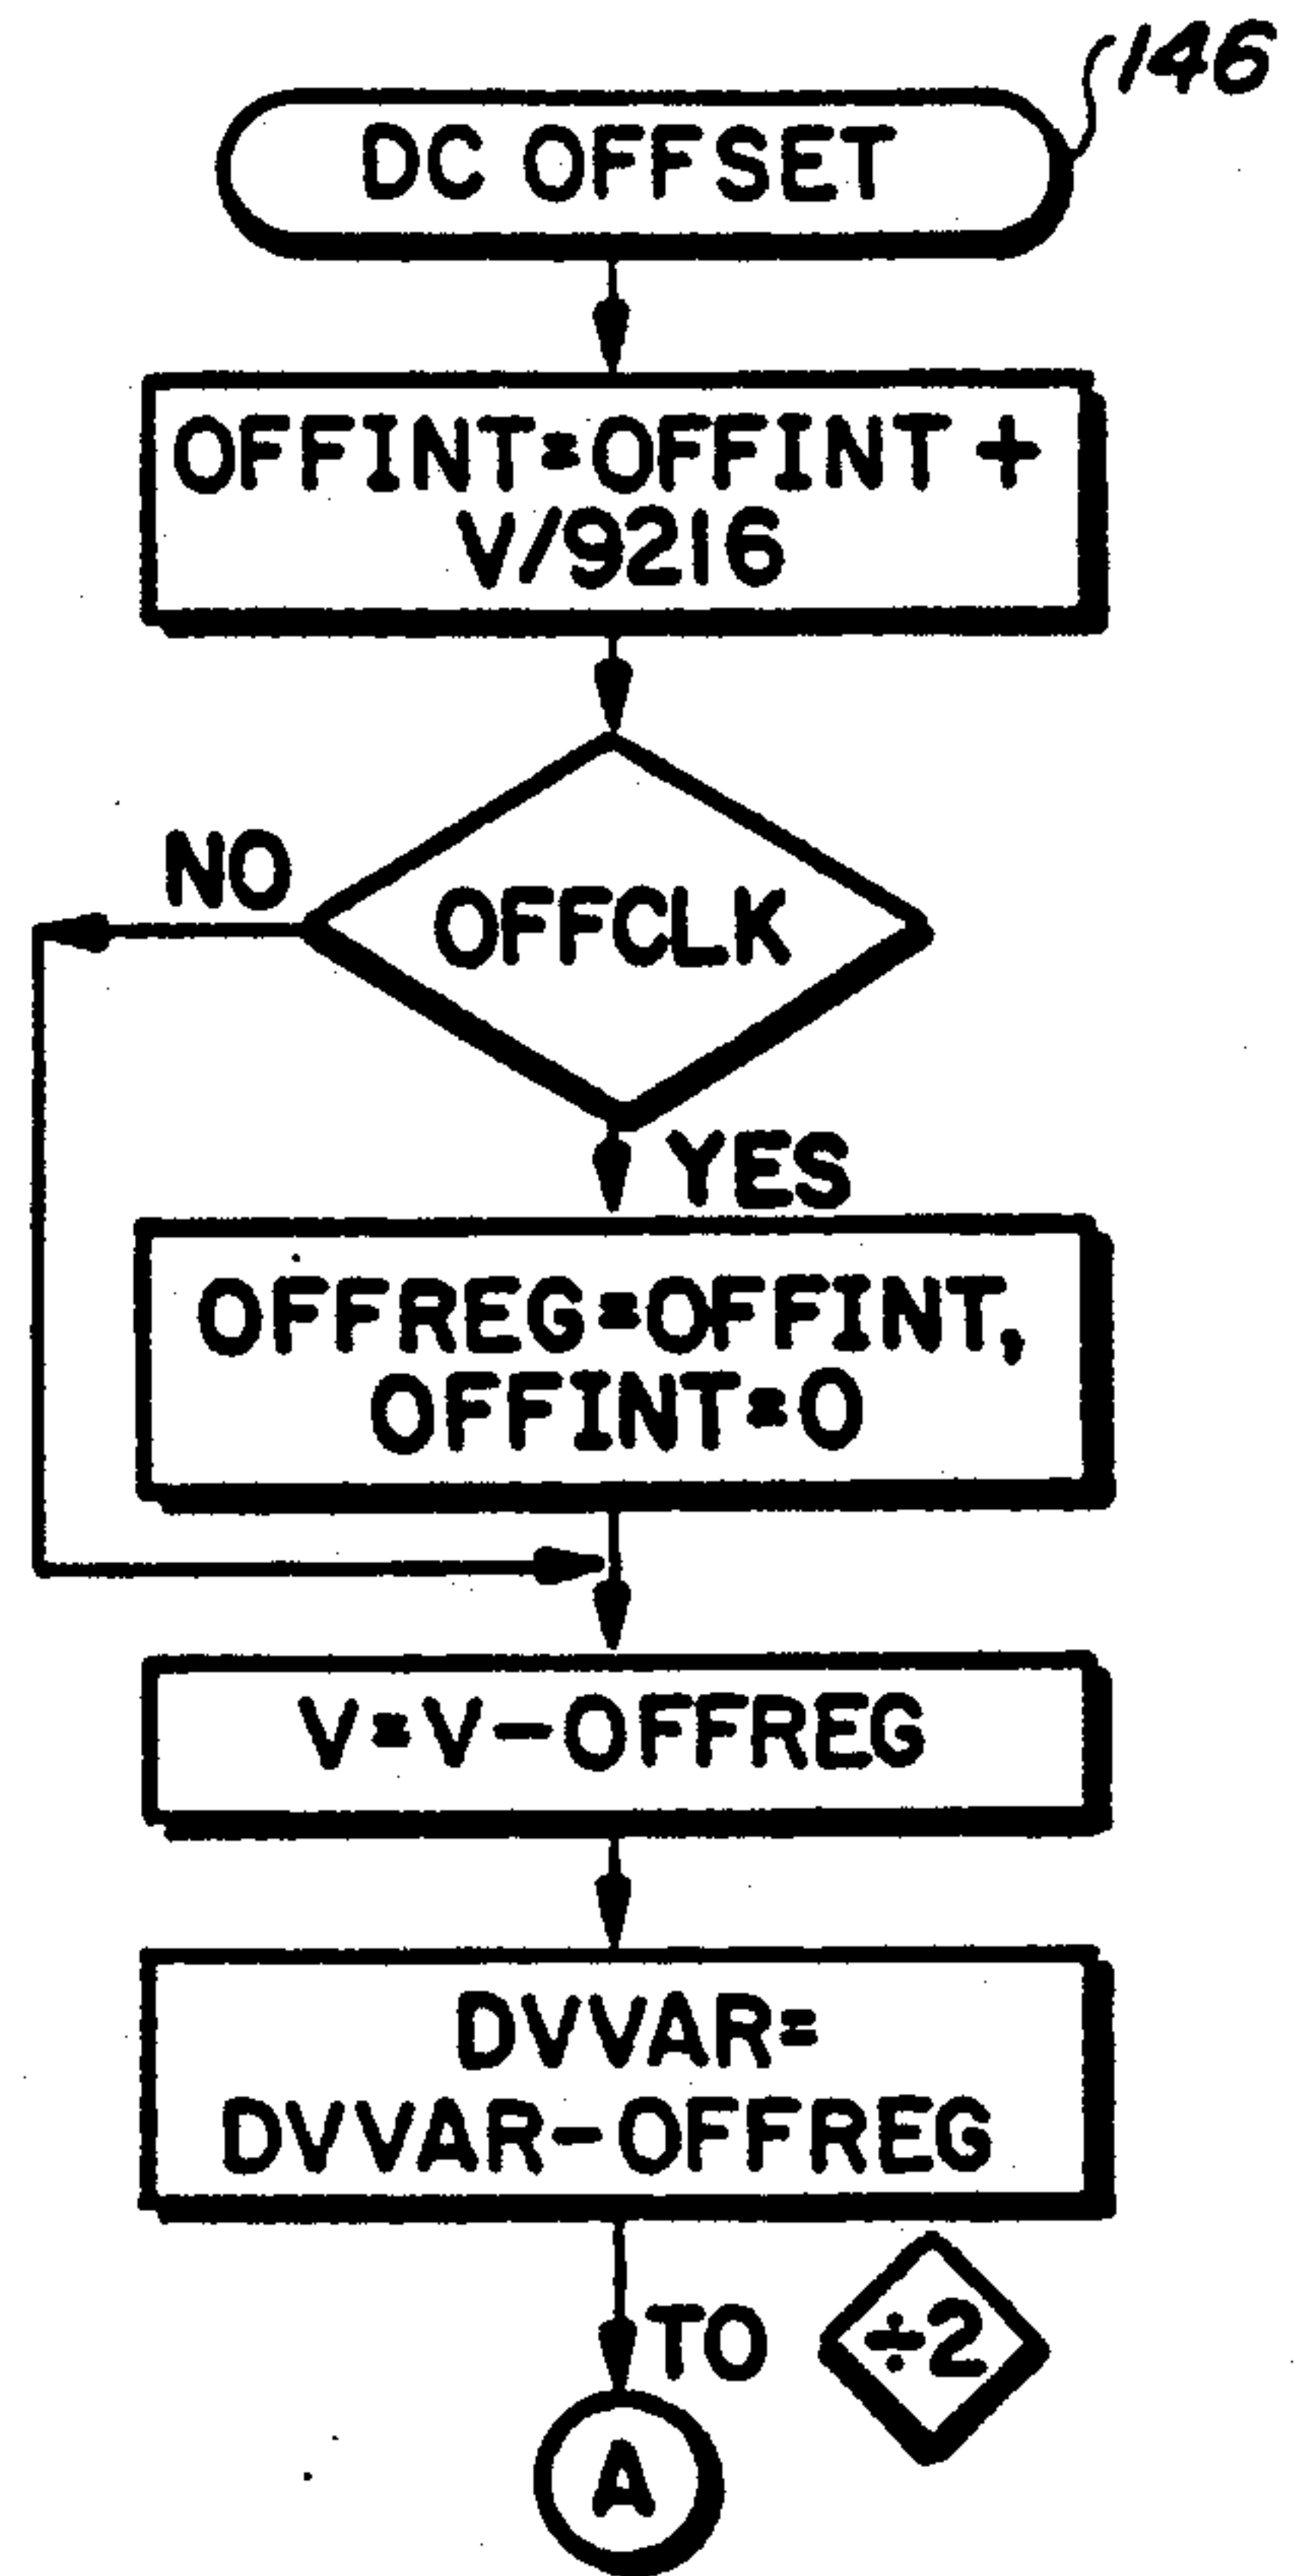 146
DC OFFSET
OFFINT=OFFINT +
V/9216
NO
OFFCLK
YES
OFFREG=OFFINT,
OFFINT=0
V=V-OFFREG
DVVAR=
DVVAR-OFFREG
TO ÷2
A